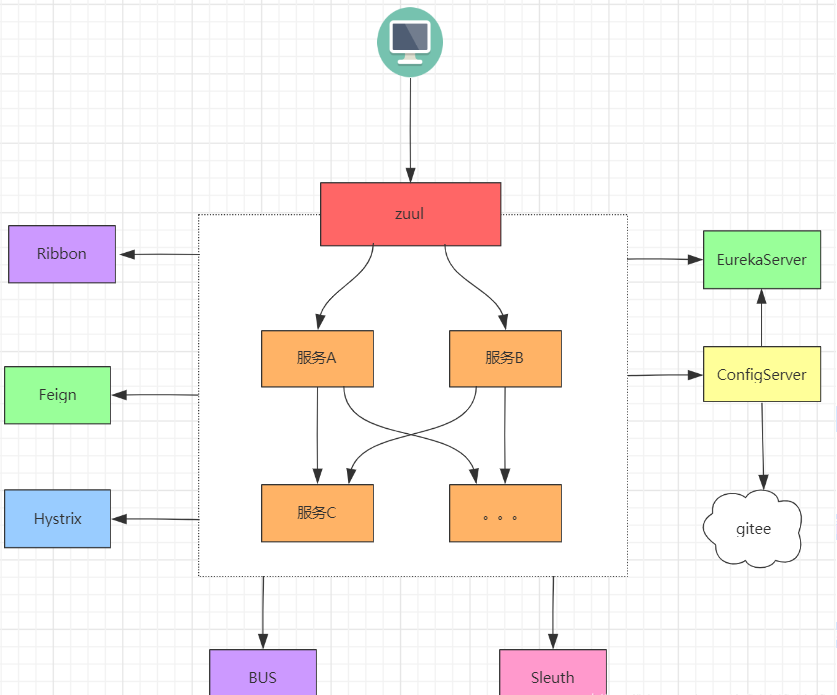 zuul
Ribbon
EurekaServer
服务A
服务B
ConfigServer
Feign
服务C
。。。
Hystrix
gitee
BUS
Sleuth